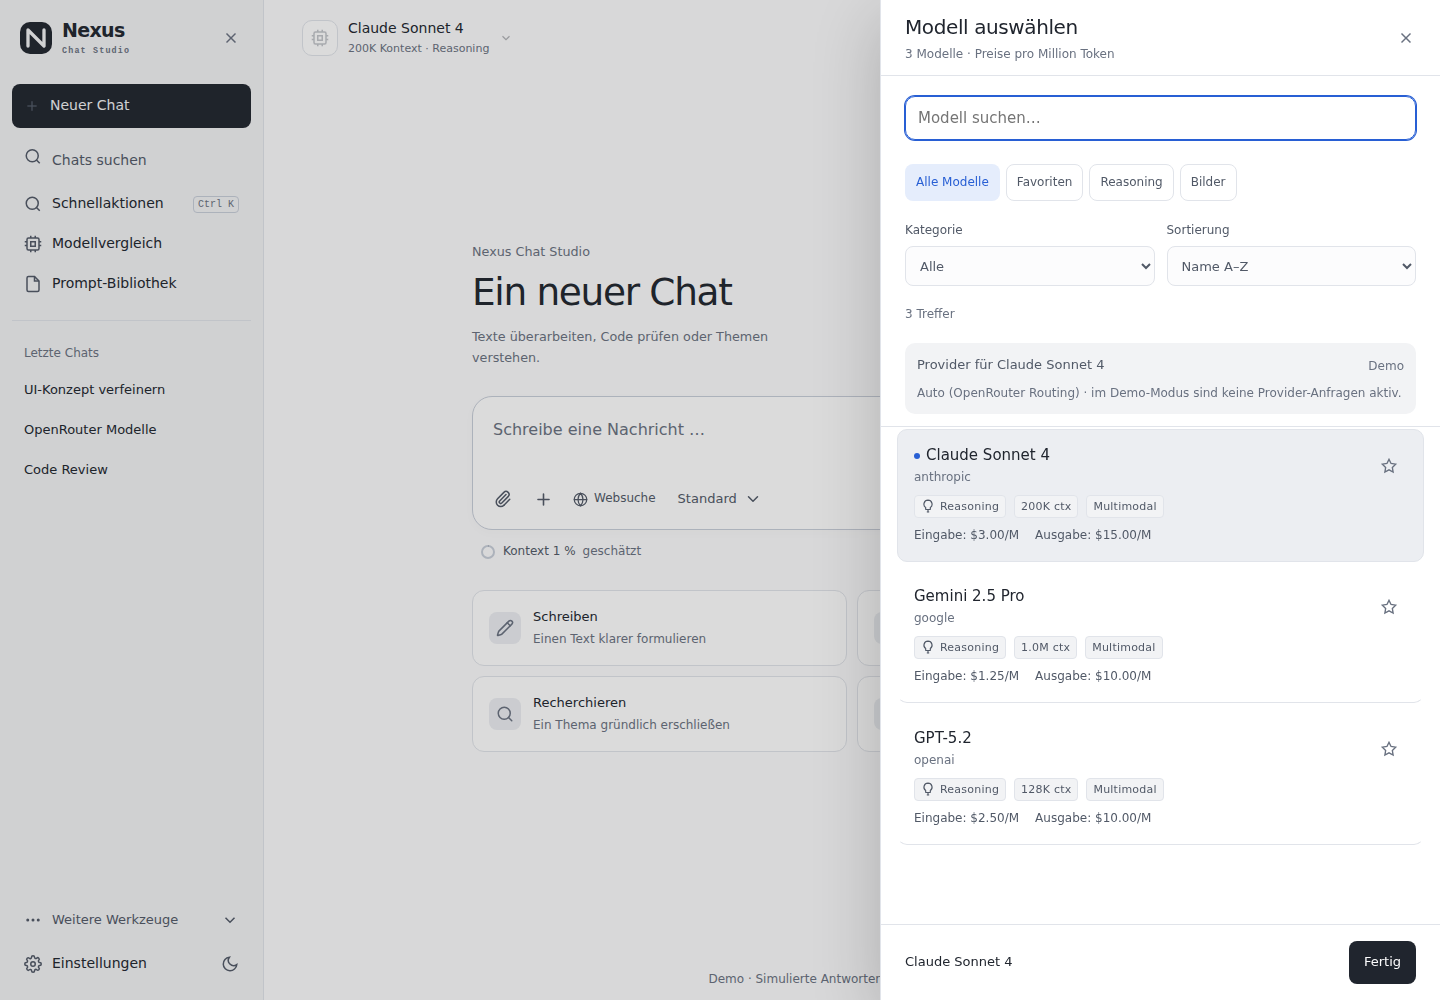 Nexus
Chat Studio
Neuer Chat
Chats suchen
Schnellaktionen Ctrl K
Modellvergleich
Prompt-Bibliothek
Letzte Chats
UI-Konzept verfeinern
OpenRouter Modelle
Code Review
Weitere Werkzeuge
Einstellungen
Claude Sonnet 4
200K Kontext · Reasoning
Nexus Chat Studio
Ein neuer Chat
Texte überarbeiten, Code prüfen oder Themen
verstehen.
Schreibe eine Nachricht …
Websuche Standard
Kontext 1 % geschätzt
Schreiben
Einen Text klarer formulieren
Recherchieren
Ein Thema gründlich erschließen
Demo · Simulierte Antworten
Modell auswählen
3 Modelle · Preise pro Million Token
Modell suchen…
Alle Modelle Favoriten Reasoning Bilder
Kategorie Sortierung
Alle Name A–Z
3 Treffer
Provider für Claude Sonnet 4 Demo
Auto (OpenRouter Routing) · im Demo-Modus sind keine Provider-Anfragen aktiv.
Claude Sonnet 4
anthropic
Reasoning 200K ctx Multimodal
Eingabe: $3.00/M Ausgabe: $15.00/M
Gemini 2.5 Pro
google
Reasoning 1.0M ctx Multimodal
Eingabe: $1.25/M Ausgabe: $10.00/M
GPT-5.2
openai
Reasoning 128K ctx Multimodal
Eingabe: $2.50/M Ausgabe: $10.00/M
Claude Sonnet 4 Fertig